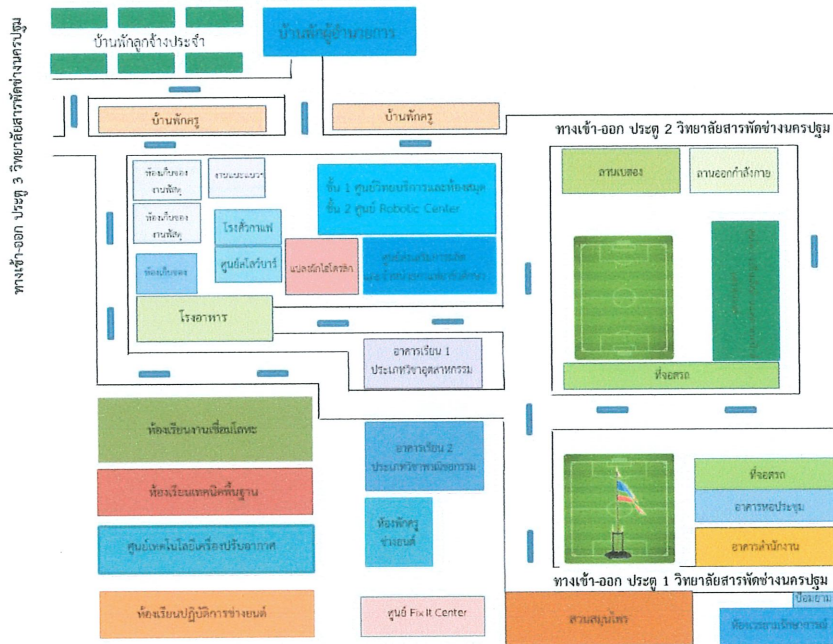 ทางเข้า-ออก ประตู 3 วิทยาลัยสารพัดช่างนครปฐม
บ้านพักลูกจ้างประจำ
บ้านพักผู้อำนวยการ
บ้านพักครู
บ้านพักครู
ทางเข้า-ออก ประตู 2 วิทยาลัยสารพัดช่างนครปฐม
ห้องเก็บของ
งานพัสดุ
งานแนะแนว
ชั้น 1 ศูนย์วิทยบริการและห้องสมุด
ชั้น 2 ศูนย์ Robotic Center
ลานเปตอง
ลานออกกำลังกาย
ห้องเก็บของ
งานพัสดุ
โรงคั่วกาแฟ
ศูนย์สโลว์บาร์
ห้องเก็บของ
แปลงผักไฮโดรลิก
ศูนย์ส่งเสริมการผลิต
โรงอาหาร
อาคารเรียน 1
ประเภทวิชาอุตสาหกรรม
ที่จอดรถ
ห้องเรียนงานเชื่อมโลหะ
อาคารเรียน 2
ประเภทวิชาพาณิชยกรรม
ห้องเรียนเทคนิคพื้นฐาน
ที่จอดรถ
อาคารหอประชุม
ห้องพักครู
ช่างยนต์
ศูนย์เทคโนโลยีเครื่องปรับอากาศ
อาคารสำนักงาน
ทางเข้า-ออก ประตู 1 วิทยาลัยสารพัดช่างนครปฐม
ห้องเรียนปฏิบัติการช่างยนต์
ศูนย์ Fix It Center
สวนสมุนไพร
ป้อมยาม